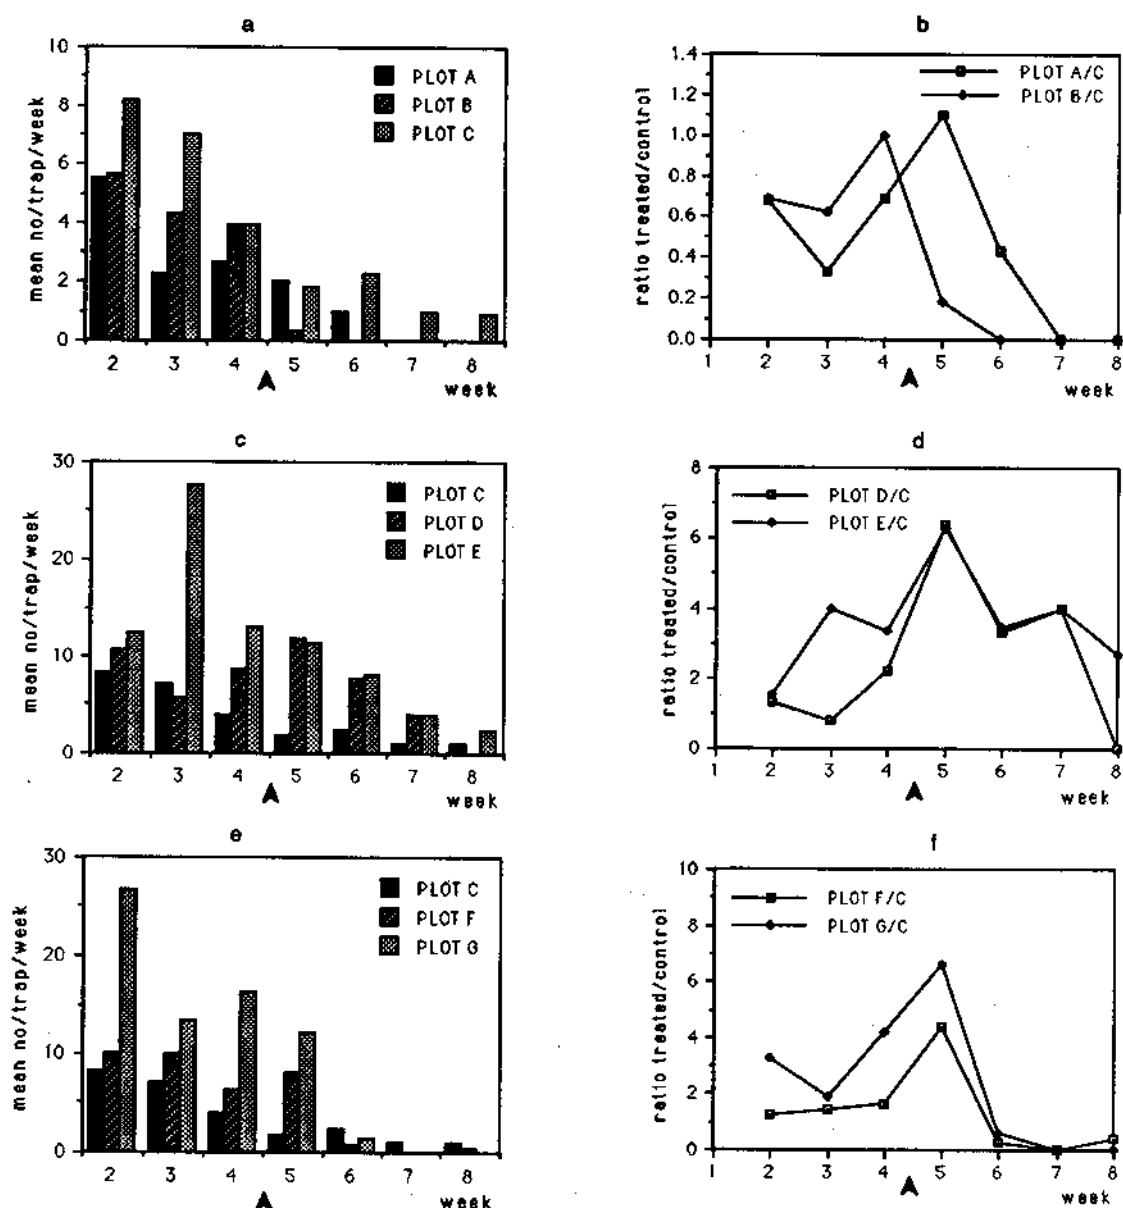 a
mean no/trap/week
10
8
6
4
2
0
PLOT A
PLOT B
PLOT C
2 3 4 5 6 7 8
week
b
ratio treated/control
1.4
1.2
1.0
0.8
0.6
0.4
0.2
0.0
PLOT A/C
PLOT B/C
1 2 3 4 5 6 7 8
week
c
mean no/trap/week
30
20
10
0
PLOT C
PLOT D
PLOT E
2 3 4 5 6 7 8
week
d
ratio treated/control
8
6
4
2
0
PLOT D/C
PLOT E/C
1 2 3 4 5 6 7 8
week
e
mean no/trap/week
30
20
10
0
PLOT C
PLOT F
PLOT G
2 3 4 5 6 7 8
week
f
ratio treated/control
10
8
6
4
2
0
PLOT F/C
PLOT G/C
1 2 3 4 5 6 7 8
week